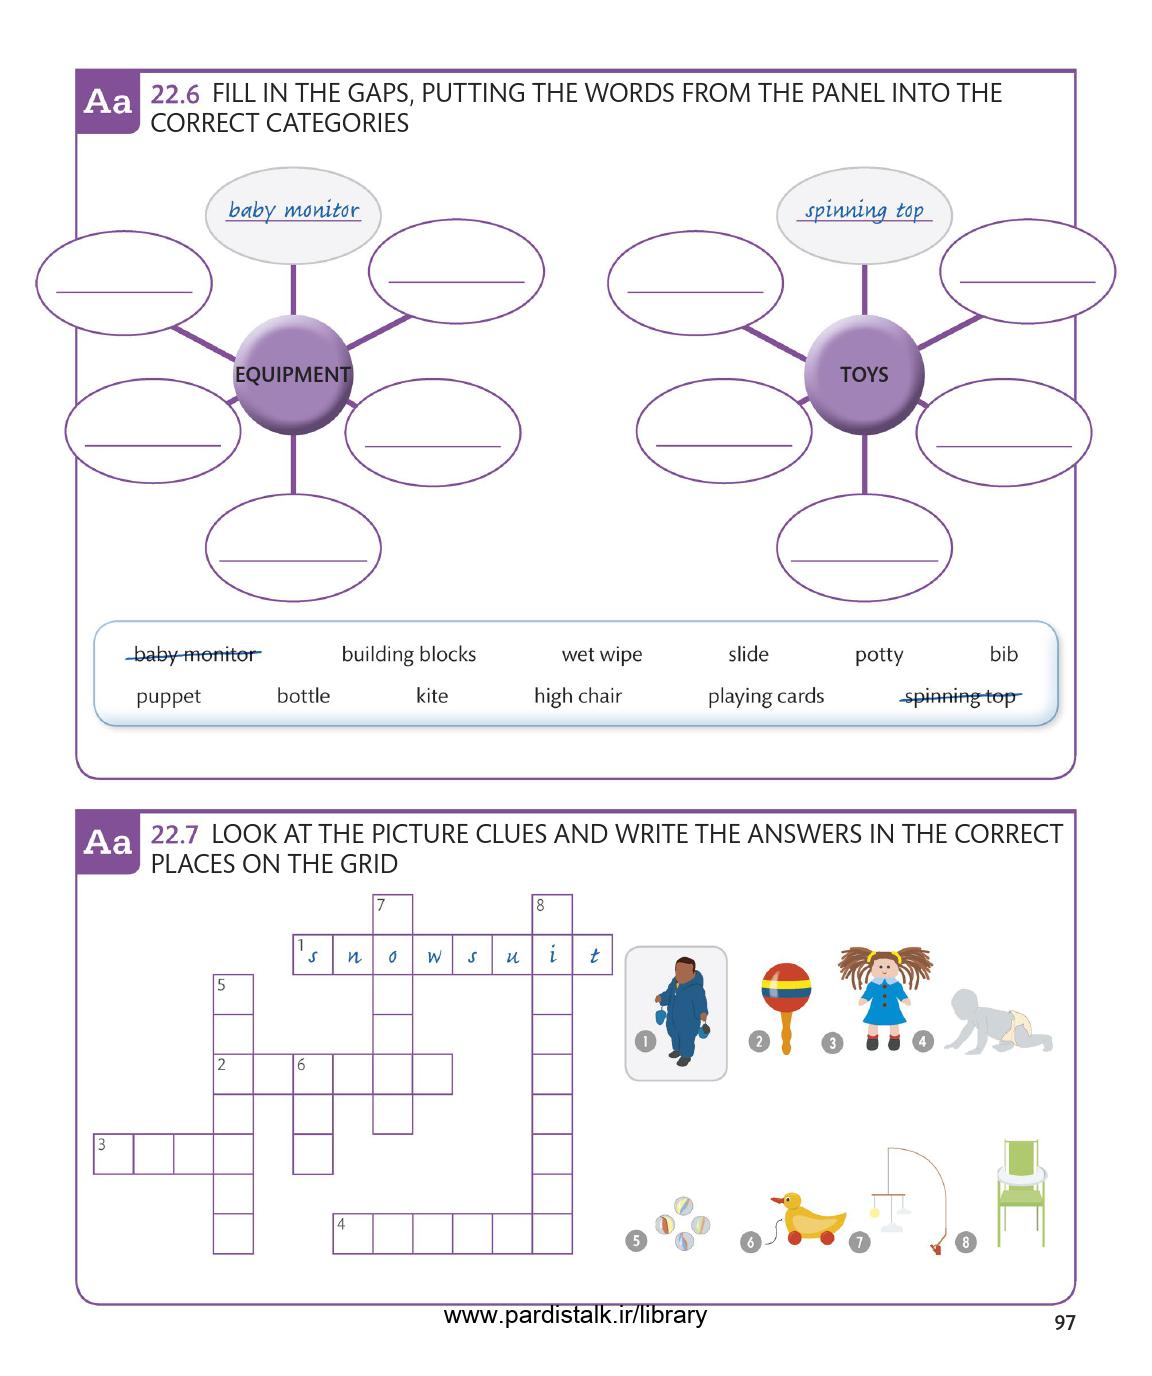 Aa 22.6 FILL IN THE GAPS, PUTTING THE WORDS FROM THE PANEL INTO THE
CORRECT CATEGORIES
baby monitor
spinning top
EQUIPMENT
TOYS
baby monitor building blocks wet wipe slide potty bib
puppet bottle kite high chair playing cards spinning top
Aa 22.7 LOOK AT THE PICTURE CLUES AND WRITE THE ANSWERS IN THE CORRECT
PLACES ON THE GRID
7 8
1 s n o w s u i t
5
2 6
3
4
1 2 3 4
5 6 7 8
www.pardistalk.ir/library
97